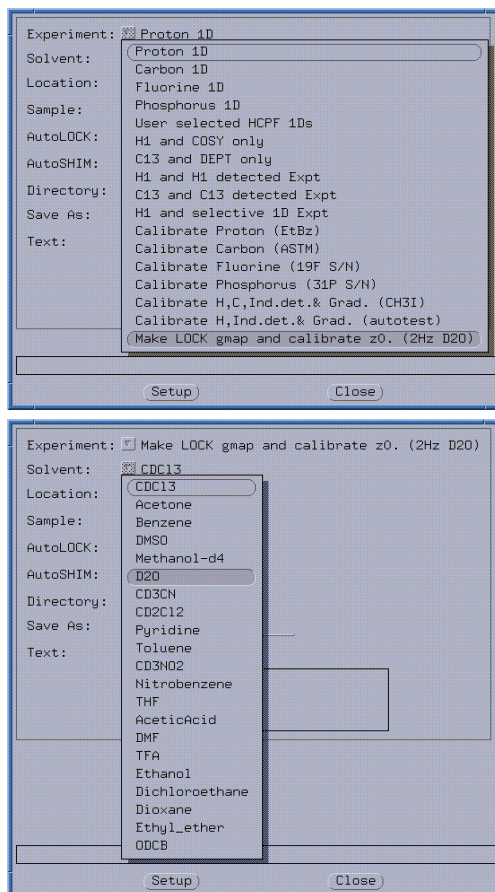 Experiment: Proton 1D
Proton 1D
Carbon 1D
Fluorine 1D
Phosphorus 1D
User selected HCPF 1Ds
H1 and COSY only
C13 and DEPT only
H1 and H1 detected Expt
C13 and C13 detected Expt
H1 and selective 1D Expt
Calibrate Proton (EtBz)
Calibrate Carbon (ASTM)
Calibrate Fluorine (19F S/N)
Calibrate Phosphorus (31P S/N)
Calibrate H,C,Ind.det.& Grad. (CH3I)
Calibrate H,Ind.det.& Grad. (autotest)
Make LOCK gmap and calibrate z0. (2Hz D2O)
Solvent:
Location:
Sample:
AutoLOCK:
AutoSHIM:
Directory:
Save As:
Text:
Setup
Close
Experiment: Make LOCK gmap and calibrate z0. (2Hz D2O)
Solvent: CDCl3
CDCl3
Acetone
Benzene
DMSO
Methanol-d4
D2O
CD3CN
CD2Cl2
Pyridine
Toluene
CD3NO2
Nitrobenzene
THF
AceticAcid
DMF
TFA
Ethanol
Dichloroethane
Dioxane
Ethyl_ether
ODCB
Location:
Sample:
AutoLOCK:
AutoSHIM:
Directory:
Save As:
Text:
Setup
Close